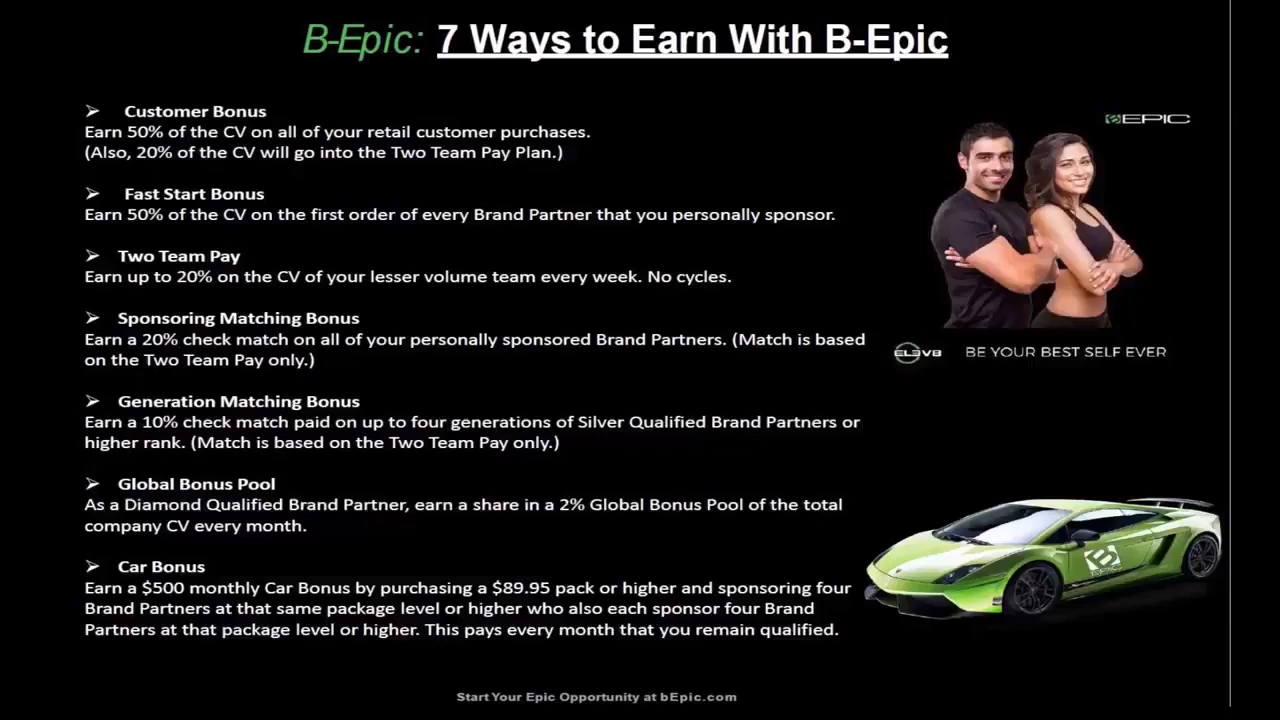 B-Epic: 7 Ways to Earn With B-Epic
➢ Customer Bonus
Earn 50% of the CV on all of your retail customer purchases.
(Also, 20% of the CV will go into the Two Team Pay Plan.)
➢ Fast Start Bonus
Earn 50% of the CV on the first order of every Brand Partner that you personally sponsor.
➢ Two Team Pay
Earn up to 20% on the CV of your lesser volume team every week. No cycles.
➢ Sponsoring Matching Bonus
Earn a 20% check match on all of your personally sponsored Brand Partners. (Match is based
on the Two Team Pay only.)
➢ Generation Matching Bonus
Earn a 10% check match paid on up to four generations of Silver Qualified Brand Partners or
higher rank. (Match is based on the Two Team Pay only.)
➢ Global Bonus Pool
As a Diamond Qualified Brand Partner, earn a share in a 2% Global Bonus Pool of the total
company CV every month.
➢ Car Bonus
Earn a $500 monthly Car Bonus by purchasing a $89.95 pack or higher and sponsoring four
Brand Partners at that same package level or higher who also each sponsor four Brand
Partners at that package level or higher. This pays every month that you remain qualified.
BEPIC
ELEV8 BE YOUR BEST SELF EVER
B
EPIC
Start Your Epic Opportunity at bEpic.com